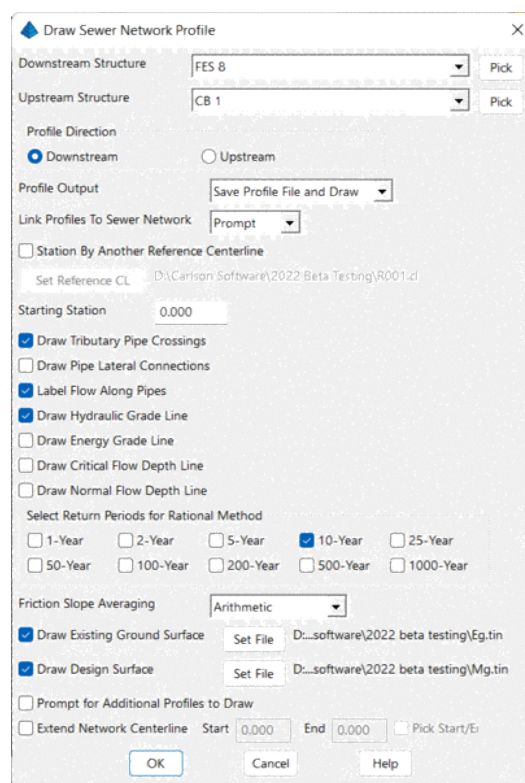 Draw Sewer Network Profile
Downstream Structure FES 8 Pick
Upstream Structure CB 1 Pick
Profile Direction
Downstream Upstream
Profile Output Save Profile File and Draw
Link Profiles To Sewer Network Prompt
Station By Another Reference Centerline
Set Reference CL D:\Carlson Software\2022 Beta Testing\R001.cl
Starting Station 0.000
Draw Tributary Pipe Crossings
Draw Pipe Lateral Connections
Label Flow Along Pipes
Draw Hydraulic Grade Line
Draw Energy Grade Line
Draw Critical Flow Depth Line
Draw Normal Flow Depth Line
Select Return Periods for Rational Method
1-Year 2-Year 5-Year 10-Year 25-Year
50-Year 100-Year 200-Year 500-Year 1000-Year
Friction Slope Averaging Arithmetic
Draw Existing Ground Surface Set File D:...software\2022 beta testing\Eg.tin
Draw Design Surface Set File D:...software\2022 beta testing\Mg.tin
Prompt for Additional Profiles to Draw
Extend Network Centerline Start 0.000 End 0.000 Pick Start/E
OK Cancel Help